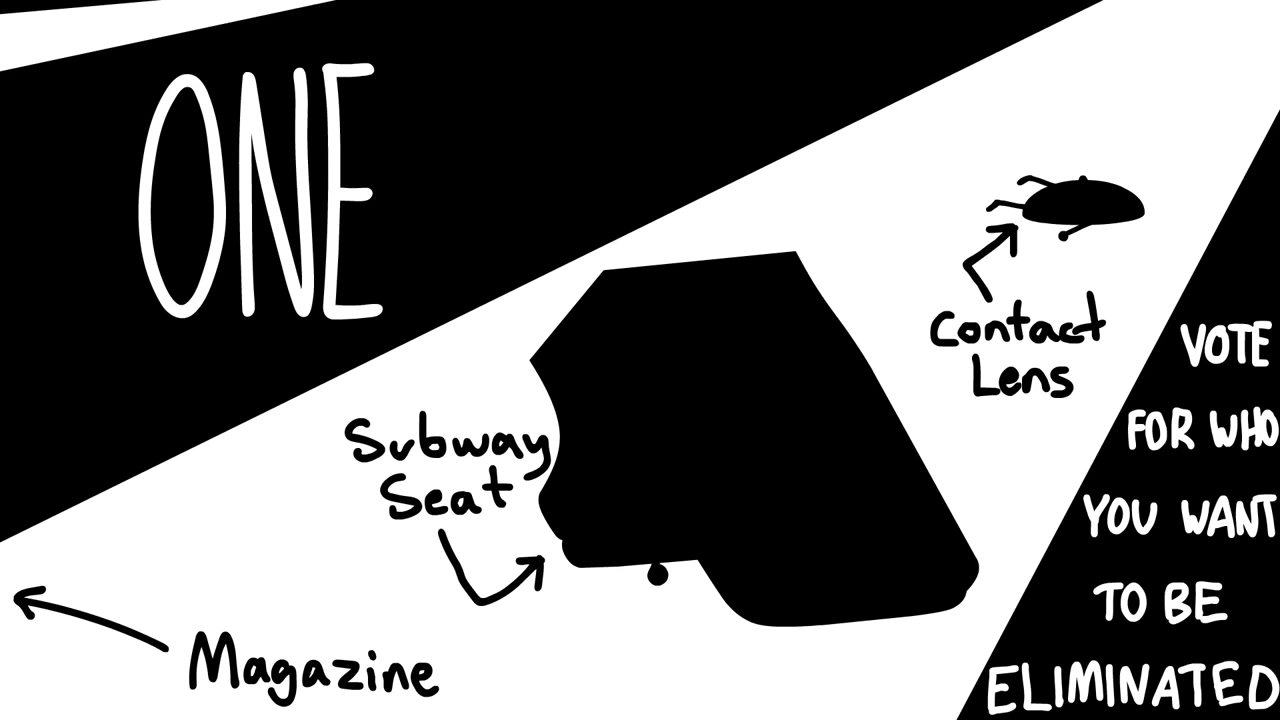 ONE
Contact
Lens
Subway
Seat
Magazine
VOTE
FOR WHO
YOU WANT
TO BE
ELIMINATED